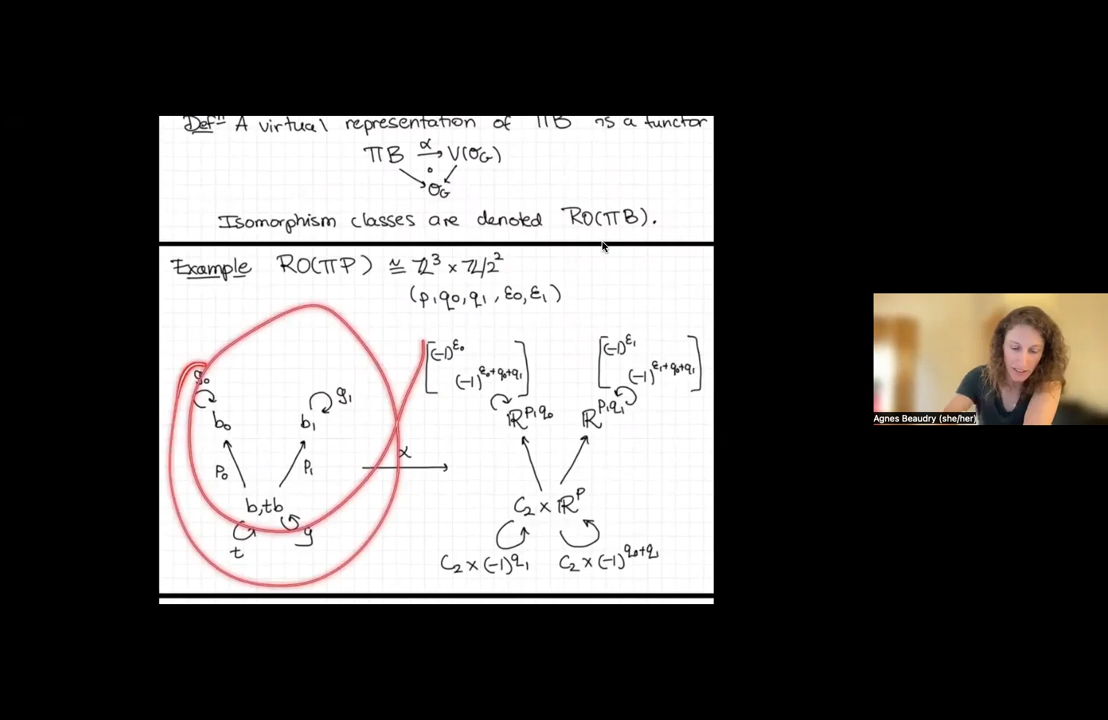 Defⁿ A virtual representation of ΠB is a functor
ΠB α→ V(OG)
OG
Isomorphism classes are denoted RO(ΠB).
Example RO(ΠP) ≅ ℤ³ × ℤ/2²
(p, q₀, q₁, ε₀, ε₁)
[(-1)^ε₀ (-1)^ε₀+q₀+q₁] [(-1)^ε₁ (-1)^ε₁+q₀+q₁]
g₀ g₁
b₀ b₁ ℝ^p,q₀ ℝ^p,q₁
α
p₀ p₁
b,tb C₂ × ℝ^p
t g
C₂ × (-1)^q₁ C₂ × (-1)^q₀+q₁
Agnes Beaudry (she/her)